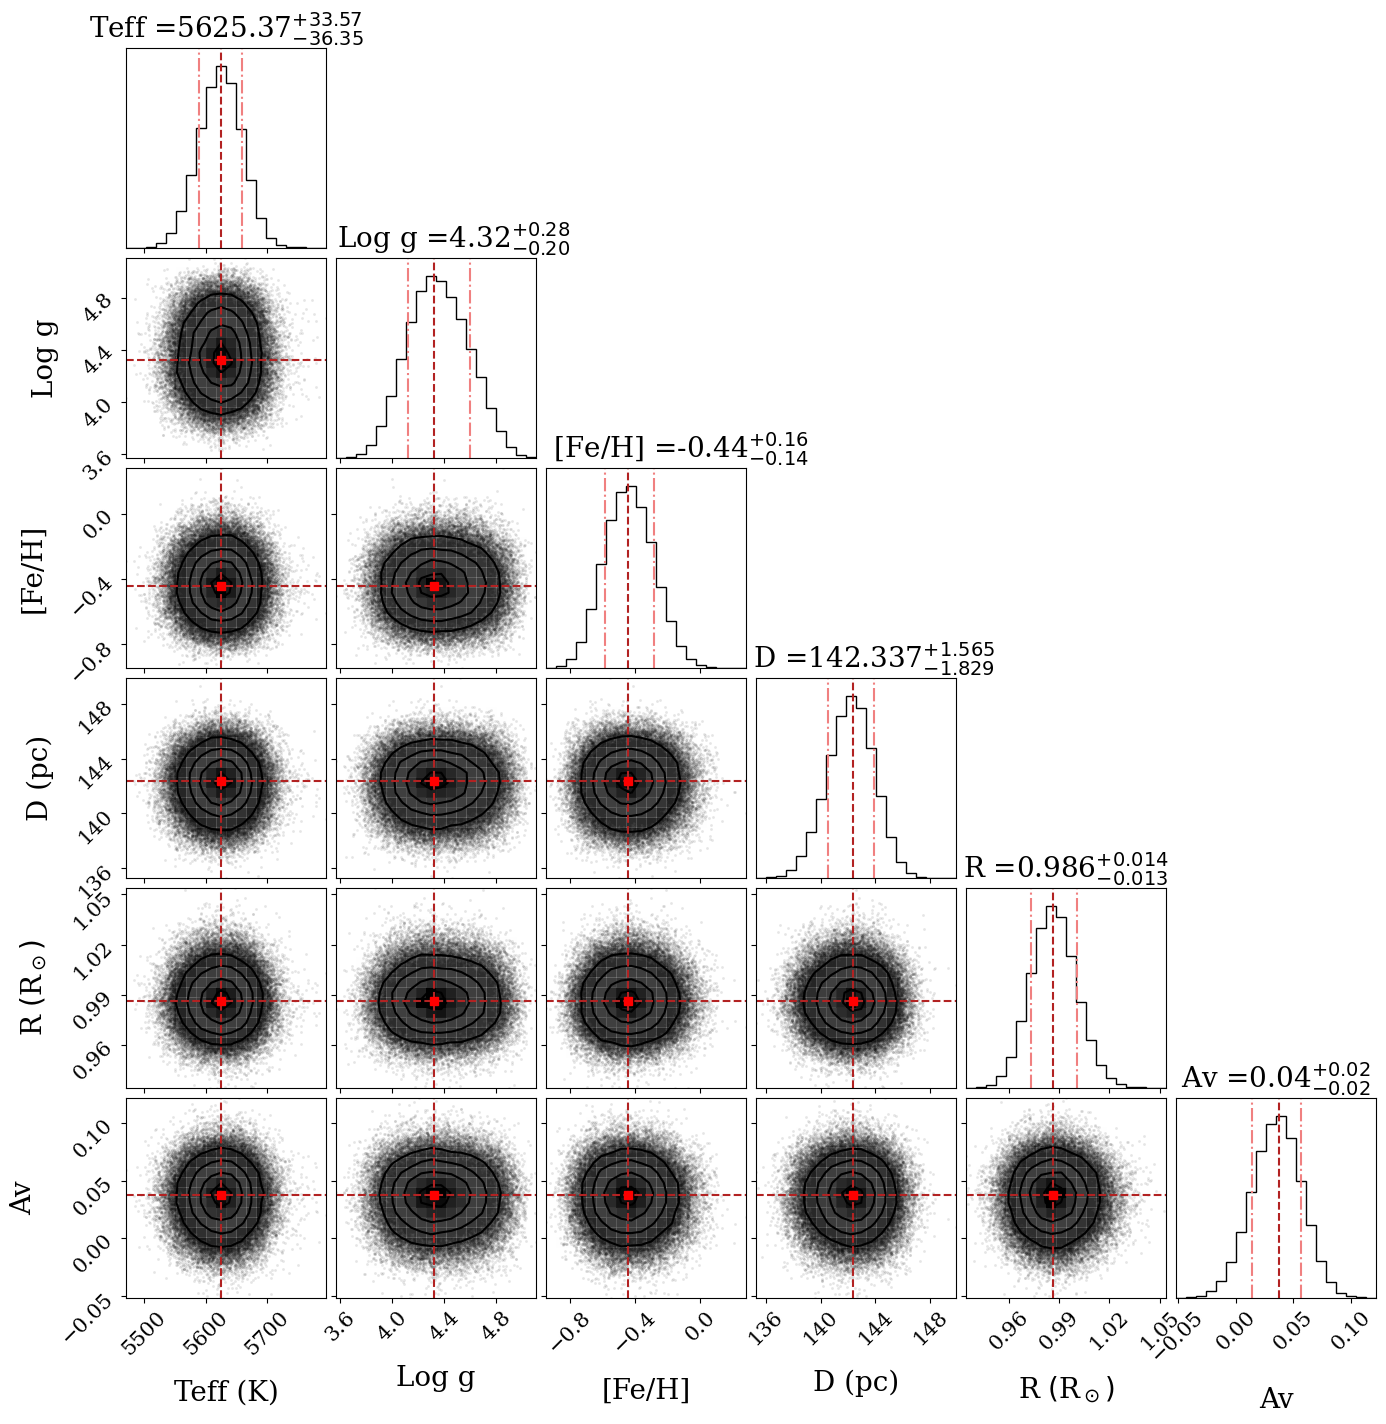 Teff =5625.37+33.57−36.35
Log g =4.32+0.28−0.20
4.8
4.4
4.0
3.6
Log g
[Fe/H] =-0.44+0.16−0.14
0.0
−0.4
−0.8
[Fe/H]
D =142.337+1.565−1.829
148
144
140
136
D (pc)
R =0.986+0.014−0.013
1.05
1.02
0.99
0.96
R (R⊙)
Av =0.04+0.02−0.02
0.10
0.05
0.00
−0.05
Av
5500 5600 5700 3.6 4.0 4.4 4.8 −0.8 −0.4 0.0 136 140 144 148 0.96 0.99 1.02 1.05 −0.05 0.00 0.05 0.10
Teff (K) Log g [Fe/H] D (pc) R (R⊙) Av